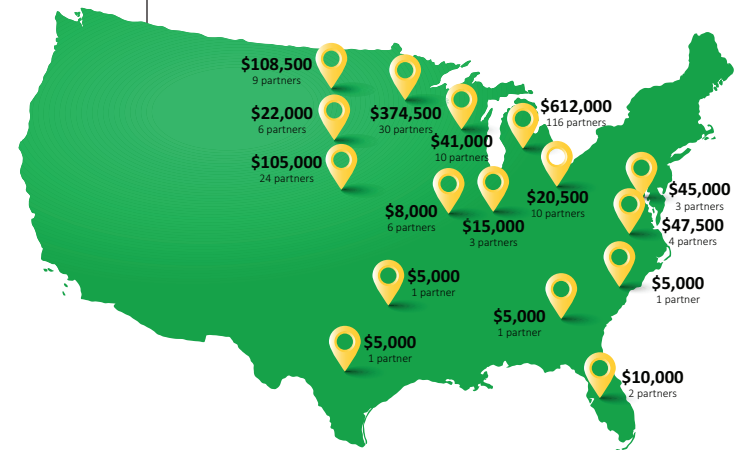 $108,500
9 partners
$22,000
6 partners
$374,500
30 partners
$612,000
116 partners
$41,000
10 partners
$105,000
24 partners
$8,000
6 partners
$15,000
3 partners
$20,500
10 partners
$45,000
3 partners
$47,500
4 partners
$5,000
1 partner
$5,000
1 partner
$5,000
1 partner
$5,000
1 partner
$10,000
2 partners